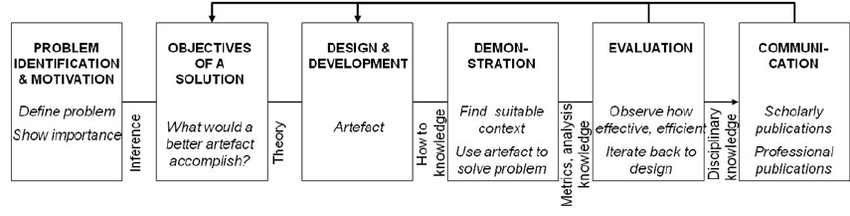 PROBLEM
IDENTIFICATION
& MOTIVATION
Define problem
Show importance
Inference
OBJECTIVES
OF A
SOLUTION
What would a
better artefact
accomplish?
Theory
DESIGN &
DEVELOPMENT
Artefact
How to
knowledge
DEMON-
STRATION
Find suitable
context
Use artefact to
solve problem
Metrics, analysis
knowledge
EVALUATION
Observe how
effective, efficient
Iterate back to
design
Disciplinary
knowledge
COMMUNI-
CATION
Scholarly
publications
Professional
publications